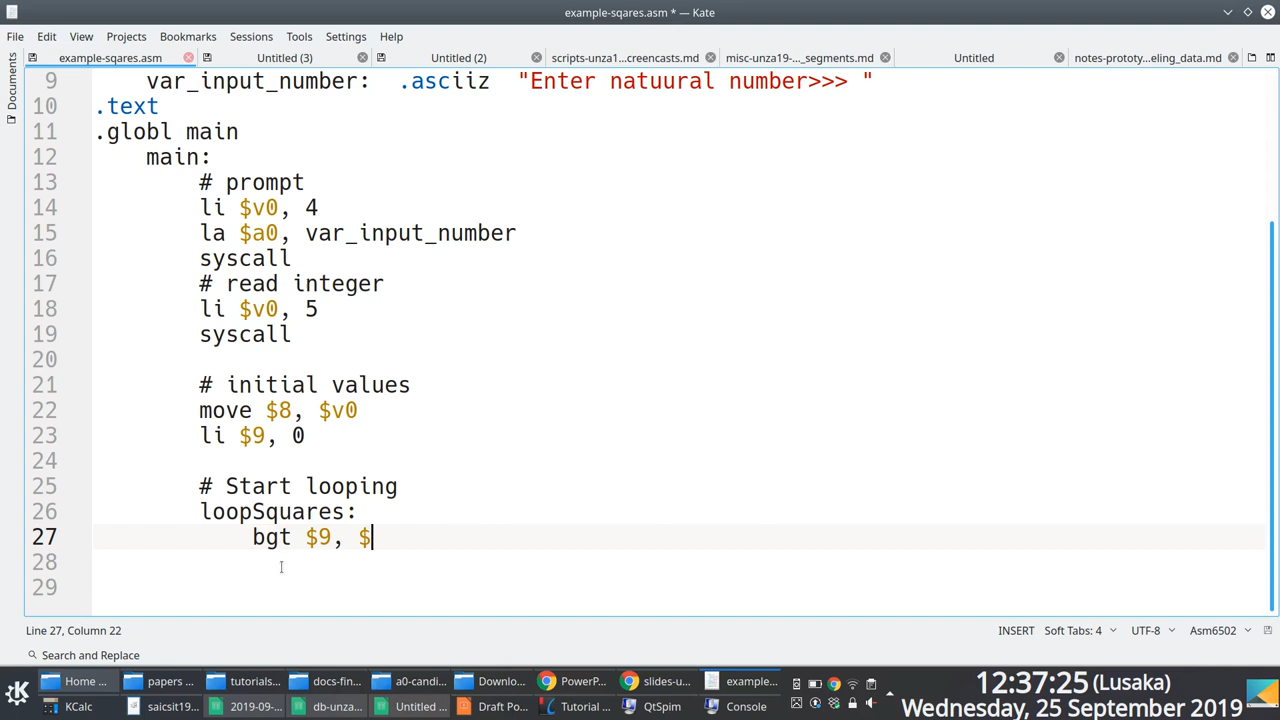 example-sqares.asm * — Kate
File Edit View Projects Bookmarks Sessions Tools Settings Help
Documents
example-sqares.asm Untitled (3) Untitled (2) scripts-unza1...creencasts.md misc-unza19-..._segments.md Untitled notes-prototy...eling_data.md
9 var_input_number: .asciiz "Enter natuural number>>> "
10 .text
11 .globl main
12 main:
13 # prompt
14 li $v0, 4
15 la $a0, var_input_number
16 syscall
17 # read integer
18 li $v0, 5
19 syscall
20
21 # initial values
22 move $8, $v0
23 li $9, 0
24
25 # Start looping
26 loopSquares:
27 bgt $9, $
28
29
Line 27, Column 22 INSERT Soft Tabs: 4 UTF-8 Asm6502
Search and Replace
Home ... papers ... tutorials... docs-fin... a0-candi... Downlo... PowerP... slides-u... example...
KCalc saicsit19... 2019-09-... db-unza... Untitled ... Draft Po... Tutorial ... QtSpim Console
12:37:25 (Lusaka)
Wednesday, 25 September 2019